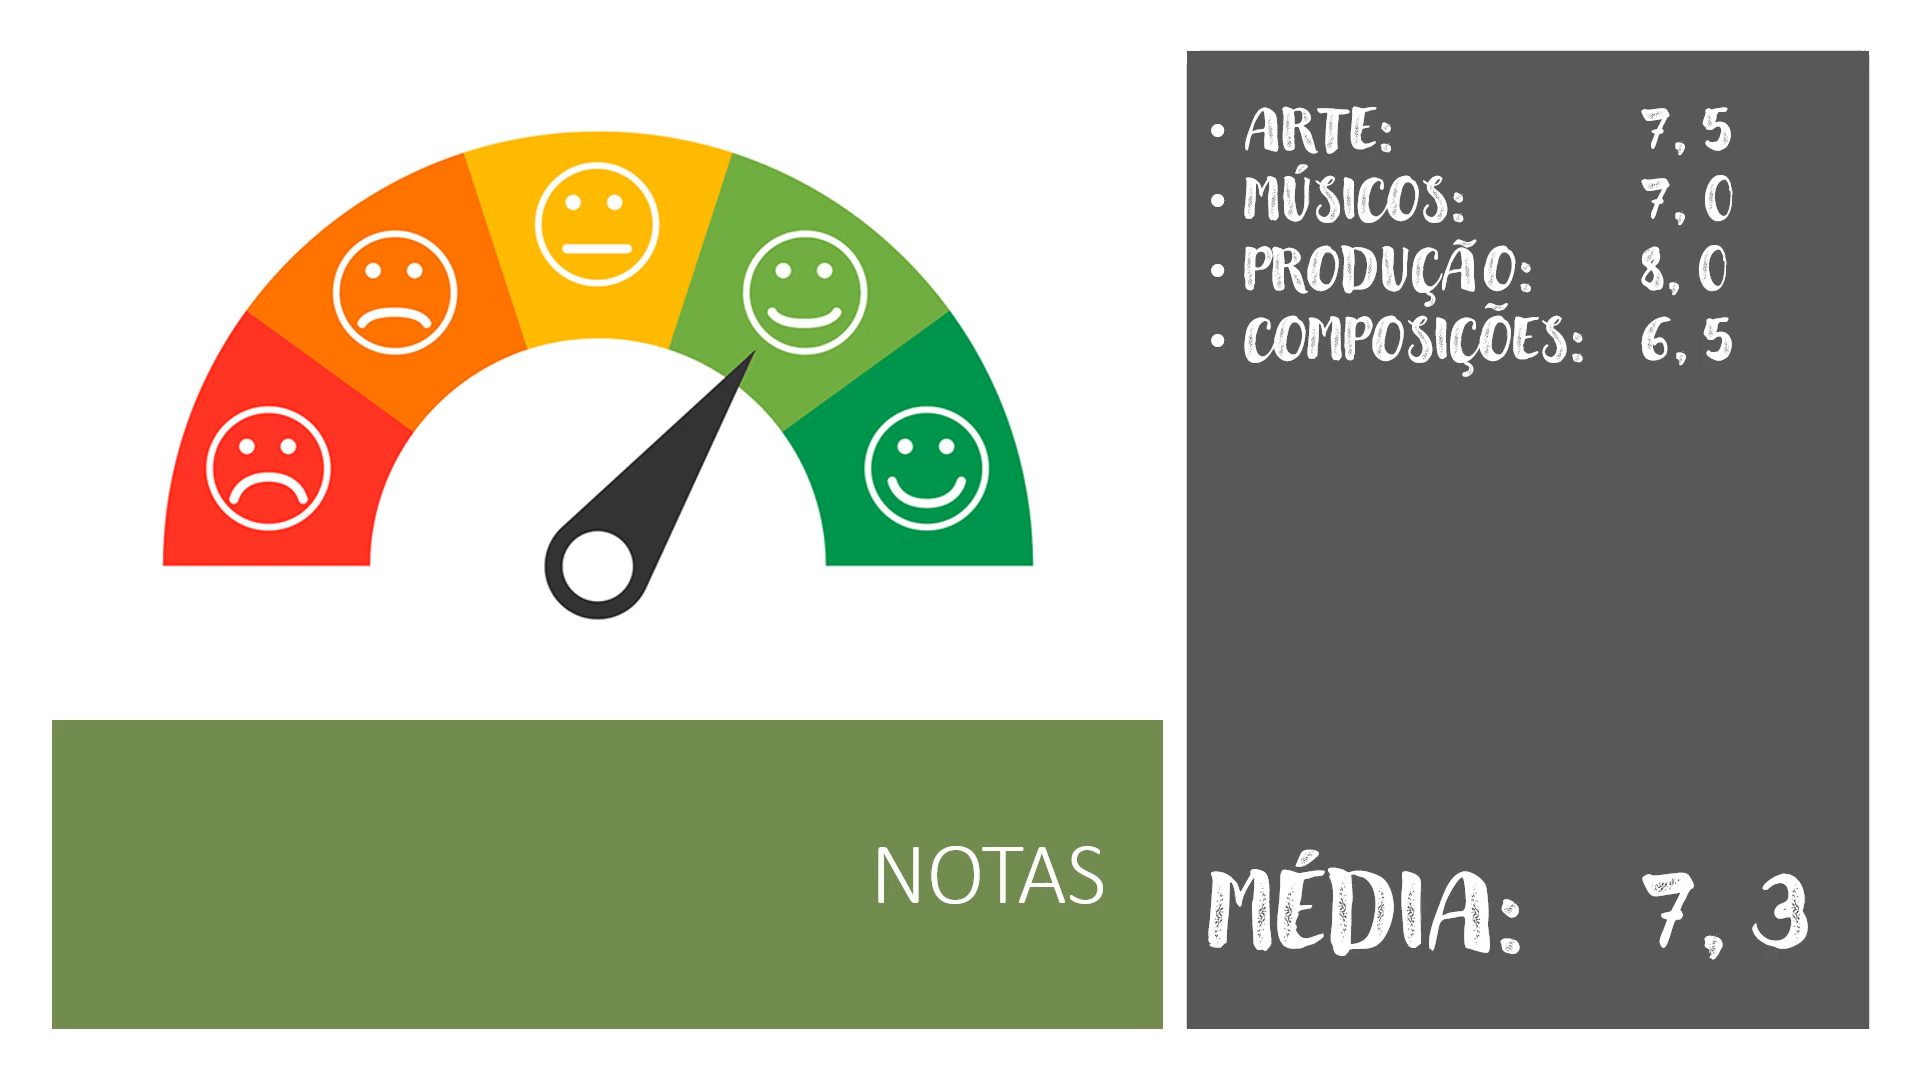 • ARTE: 7,5
• MÚSICOS: 7,0
• PRODUÇÃO: 8,0
• COMPOSIÇÕES: 6,5
NOTAS
MÉDIA: 7,3